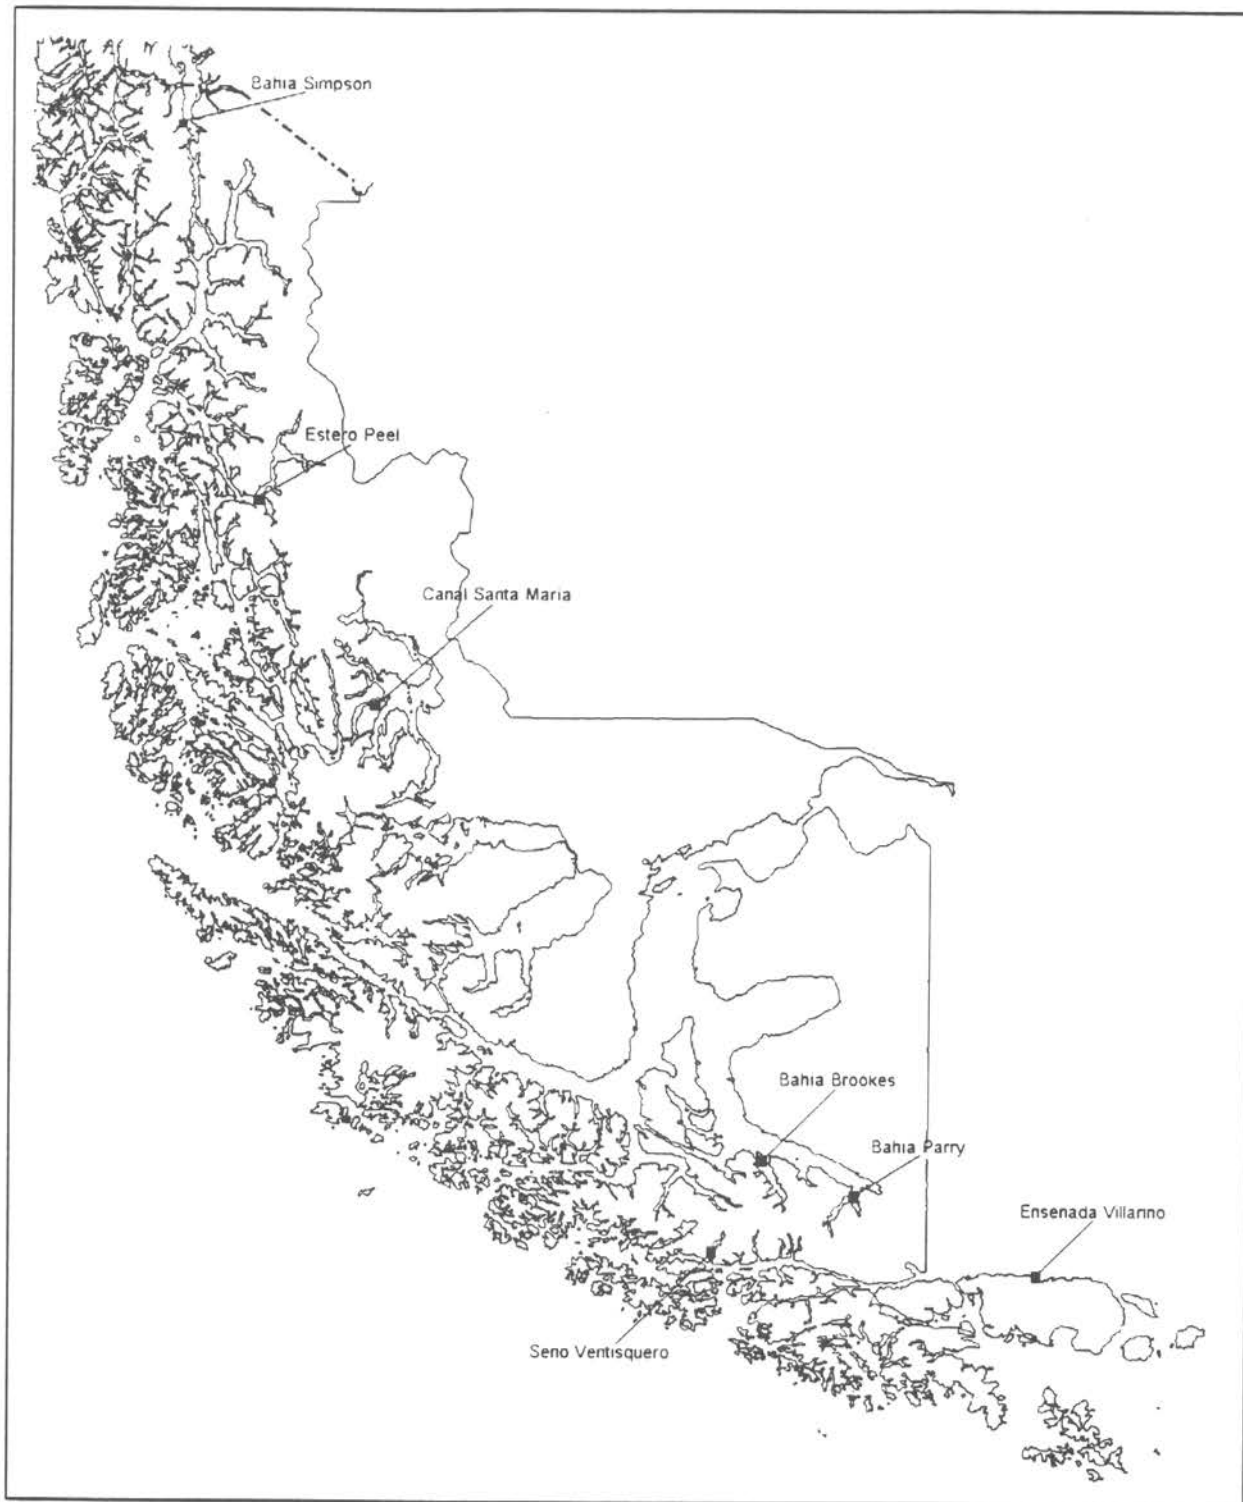 Bahia Simpson
Estero Peel
Canal Santa Maria
Bahia Brookes
Bahia Parry
Ensenada Villarino
Seno Ventisquero